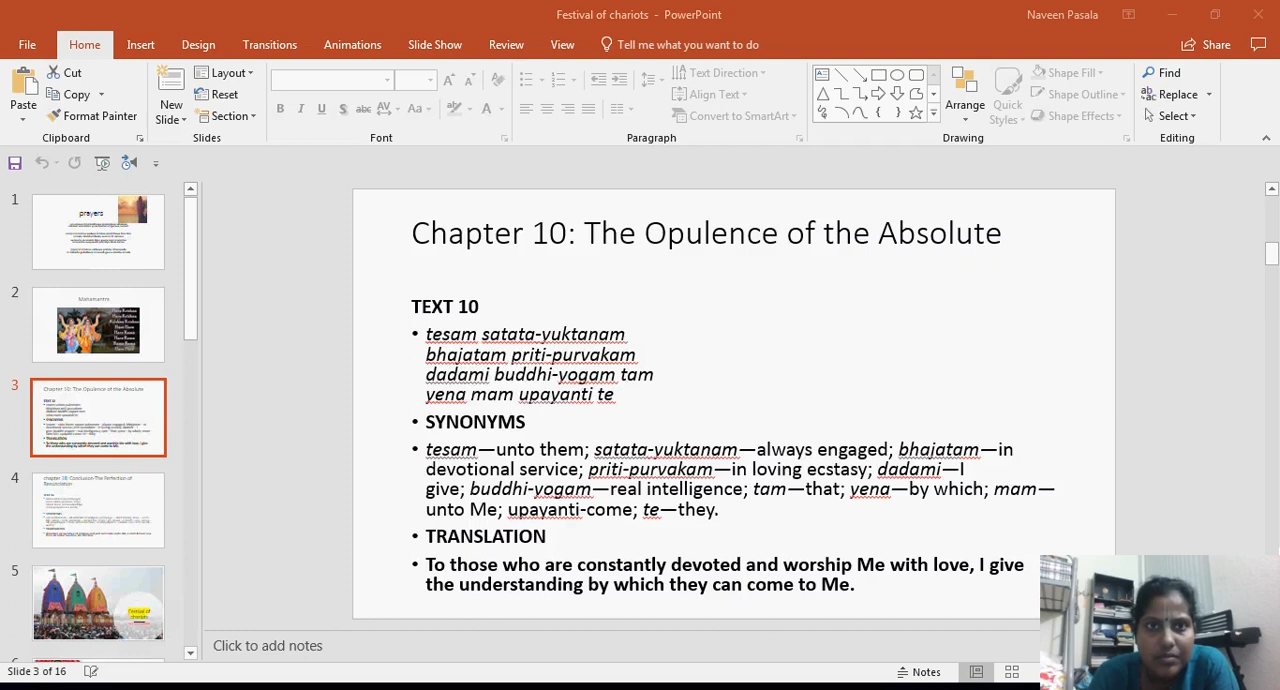 Festival of chariots - PowerPoint
Naveen Pasala
File Home Insert Design Transitions Animations Slide Show Review View Tell me what you want to do Share
Cut
Copy
Format Painter
Paste
Clipboard
New Slide
Layout
Reset
Section
Slides
Font
Text Direction
Align Text
Convert to SmartArt
Paragraph
Arrange
Quick Styles
Shape Fill
Shape Outline
Shape Effects
Drawing
Find
Replace
Select
Editing
1
prayers
2
Mahamantra
3
Chapter 10: The Opulence of the Absolute
4
chapter 18: Conclusion-The Perfection of Renunciation
5
Festival of
chariots
Chapter 10: The Opulence of the Absolute
TEXT 10
• tesam satata-yuktanam
bhajatam priti-purvakam
dadami buddhi-yogam tam
yena mam upayanti te
• SYNONYMS
• tesam—unto them; satata-yuktanam—always engaged; bhajatam—in
devotional service; priti-purvakam—in loving ecstasy; dadami—I
give; buddhi-yogam—real intelligence; tam—that; yena—by which; mam—
unto Me; upayanti-come; te—they.
• TRANSLATION
• To those who are constantly devoted and worship Me with love, I give
the understanding by which they can come to Me.
Click to add notes
Slide 3 of 16
Notes